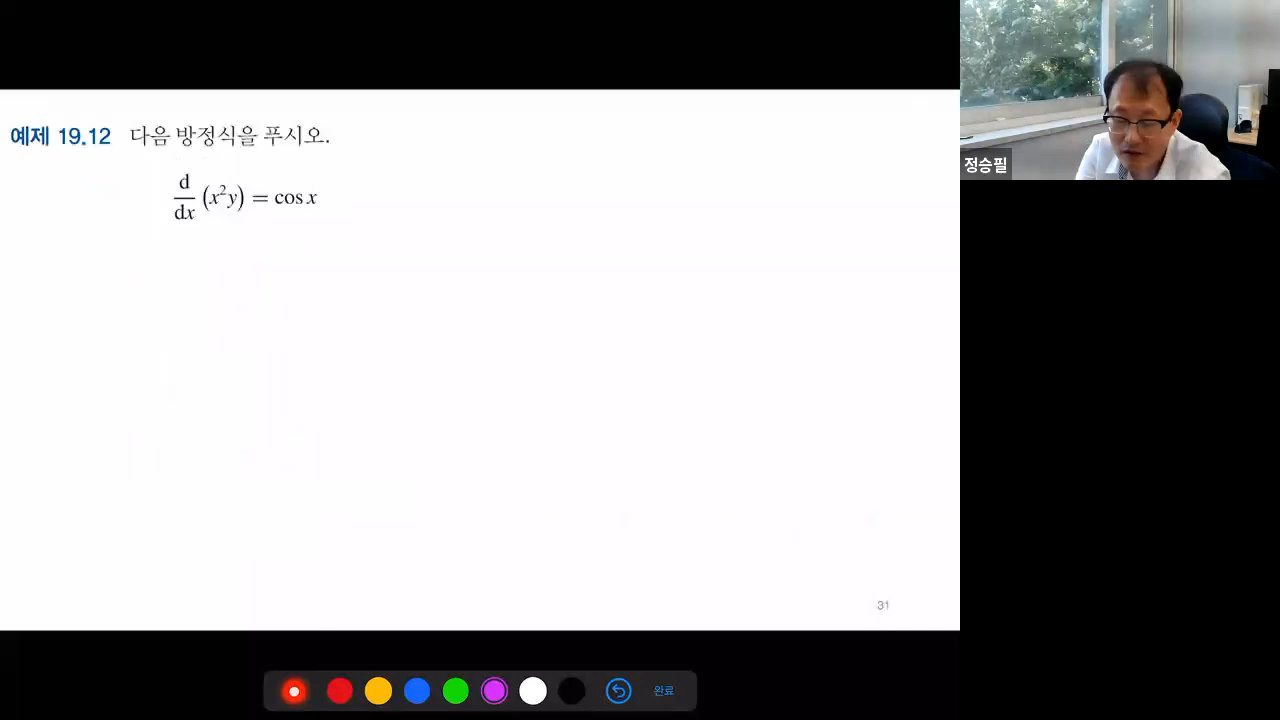 예제 19.12 다음 방정식을 푸시오.
d/dx (x²y) = cos x
31
정승필
완료